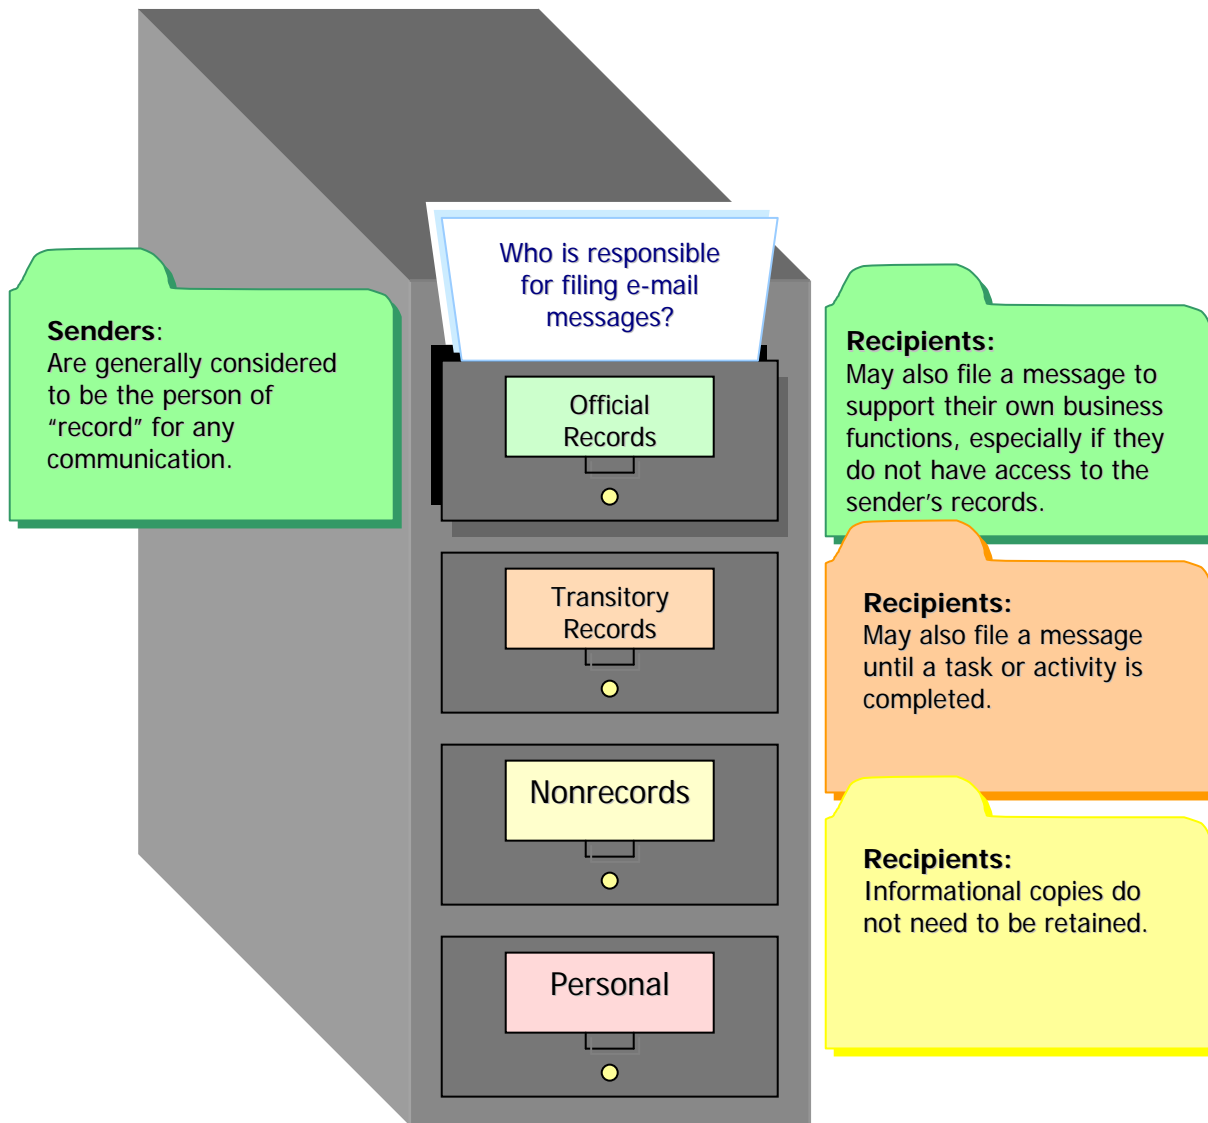 Who is responsible
for filing e-mail
messages?
Senders:
Are generally considered
to be the person of
“record” for any
communication.
Official
Records
Recipients:
May also file a message to
support their own business
functions, especially if they
do not have access to the
sender’s records.
Transitory
Records
Recipients:
May also file a message
until a task or activity is
completed.
Nonrecords
Recipients:
Informational copies do
not need to be retained.
Personal